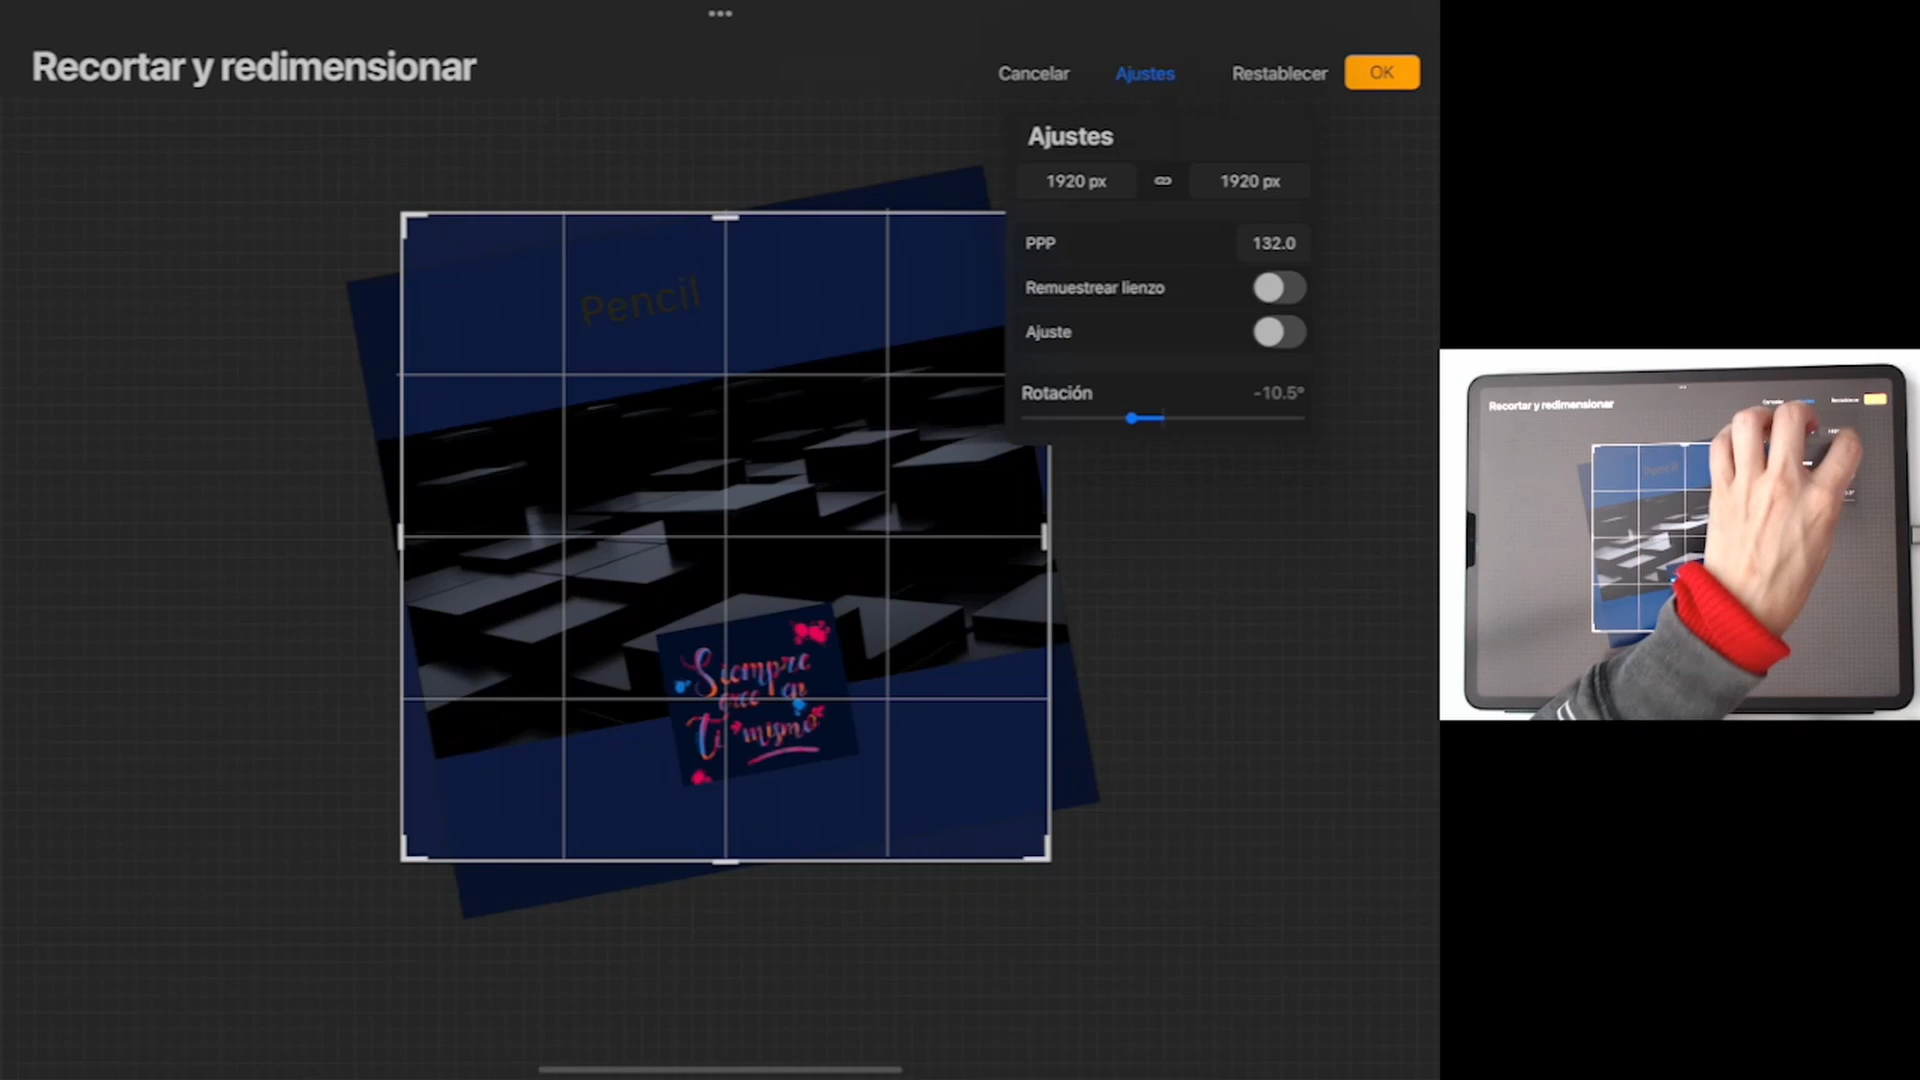 Recortar y redimensionar
Cancelar
Ajustes
Restablecer
OK
Ajustes
1920 px
1920 px
PPP
132.0
Remuestrear lienzo
Ajuste
Rotación
-10.5°
Pencil
Siempre
cree en
Ti mismo
Recortar y redimensionar
Pencil